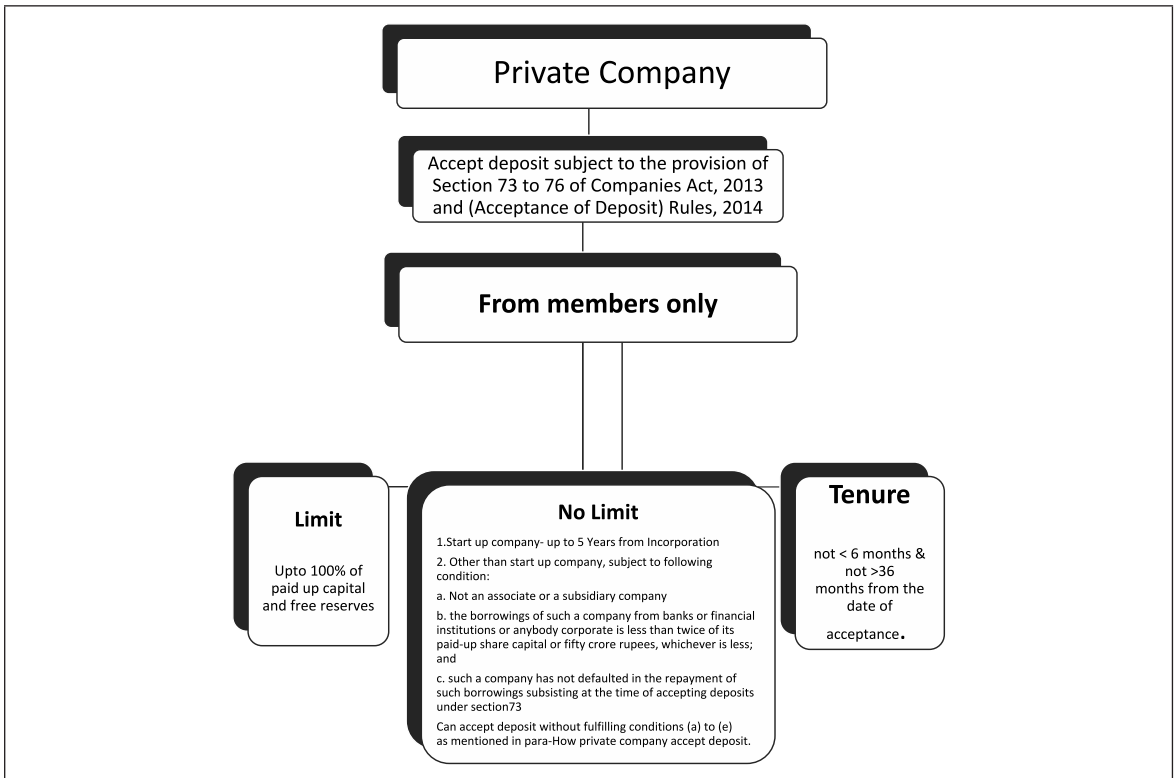 Private Company
Accept deposit subject to the provision of
Section 73 to 76 of Companies Act, 2013
and (Acceptance of Deposit) Rules, 2014
From members only
Limit
Upto 100% of
paid up capital
and free reserves
No Limit
1.Start up company- up to 5 Years from Incorporation
2. Other than start up company, subject to following
condition:
a. Not an associate or a subsidiary company
b. the borrowings of such a company from banks or financial
institutions or anybody corporate is less than twice of its
paid-up share capital or fifty crore rupees, whichever is less;
and
c. such a company has not defaulted in the repayment of
such borrowings subsisting at the time of accepting deposits
under section73
Can accept deposit without fulfilling conditions (a) to (e)
as mentioned in para-How private company accept deposit.
Tenure
not < 6 months &
not >36
months from the
date of
acceptance.